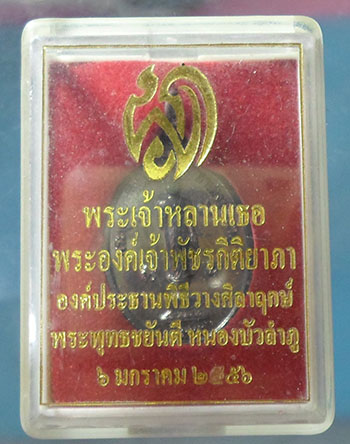 พระเจ้าหลานเธอ
พระองค์เจ้าพัชรกิติยาภา
องค์ประธานพิธีวางศิลาฤกษ์
พระพุทธชยันตี หนองบัวลำภู
๖ มกราคม ๒๕๕๖